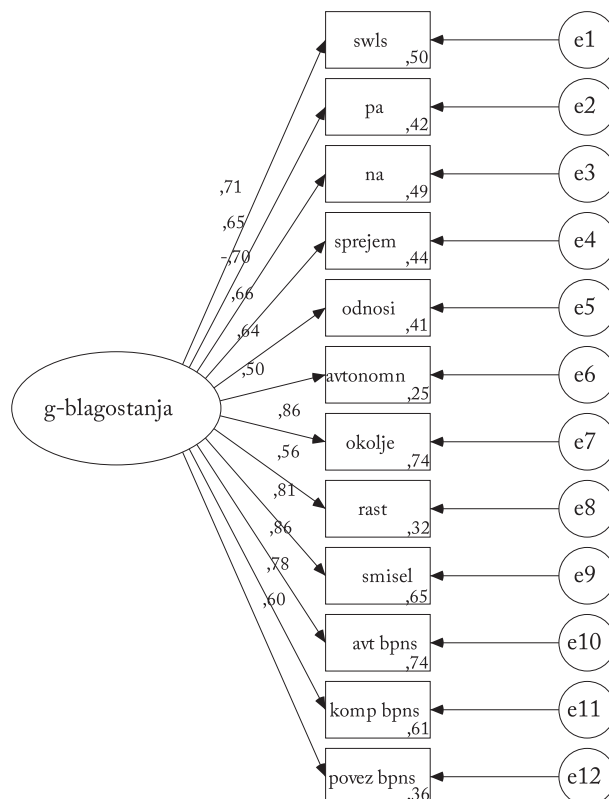 swls
,50
e1
pa
,42
e2
na
,49
e3
sprejem
,44
e4
odnosi
,41
e5
avtonomn
,25
e6
okolje
,74
e7
rast
,32
e8
smisel
,65
e9
avt bpns
,74
e10
komp bpns
,61
e11
povez bpns
,36
e12
g-blagostanja
,71
,65
-,70
,66
,64
,50
,86
,56
,81
,86
,78
,60